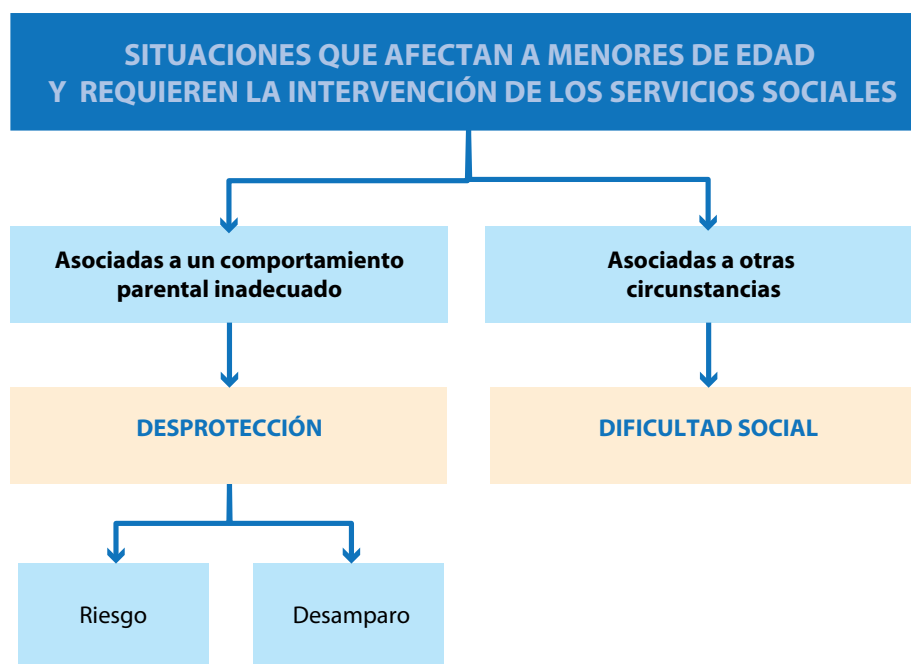 SITUACIONES QUE AFECTAN A MENORES DE EDAD
Y REQUIEREN LA INTERVENCIÓN DE LOS SERVICIOS SOCIALES
Asociadas a un comportamiento
parental inadecuado
Asociadas a otras
circunstancias
DESPROTECCIÓN
DIFICULTAD SOCIAL
Riesgo
Desamparo